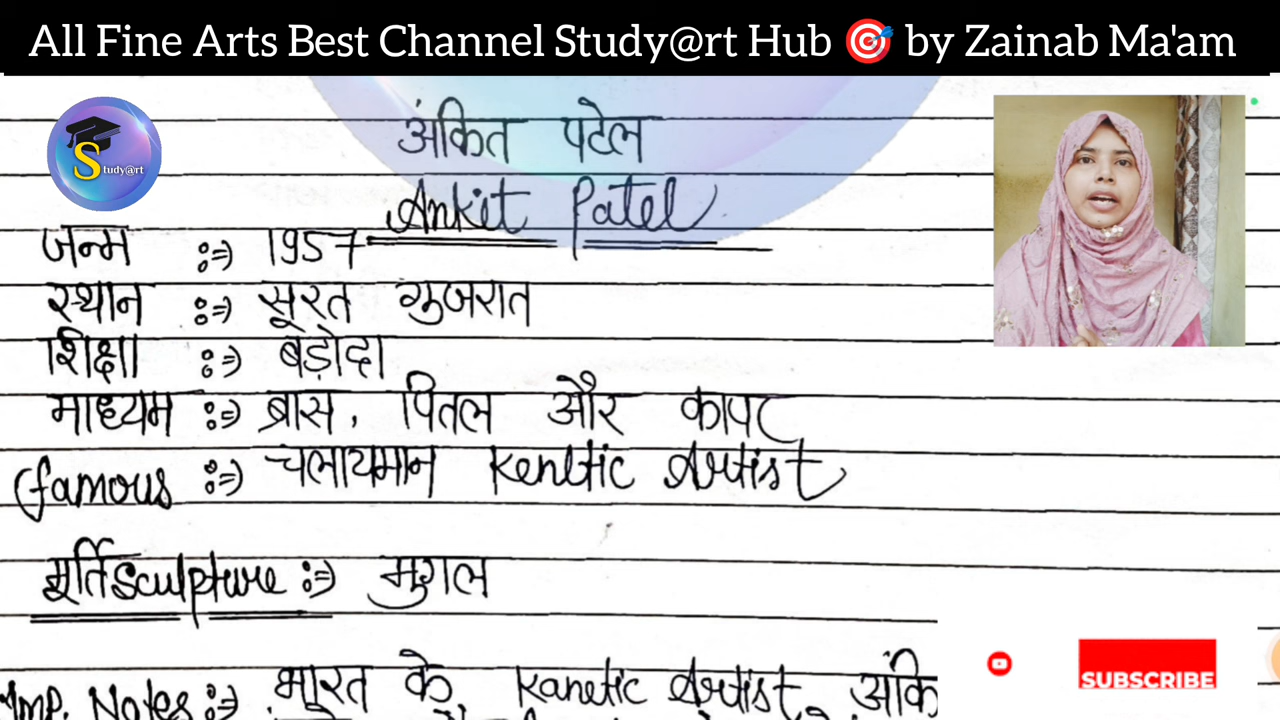 All Fine Arts Best Channel Study@rt Hub 🎯 by Zainab Ma'am
Study@rt
अंकित पटेल
Ankit Patel
जन्म :⇒ 1957
स्थान :⇒ सूरत गुजरात
शिक्षा :⇒ बड़ोदा
माध्यम :⇒ ब्रास, पितल और कापर
famous :⇒ चलायमान Kenltic Artist
मूर्ति Sculpture :⇒ मुगल
Imp. Notes :⇒ भारत के Kanetic Artist अंकि
SUBSCRIBE